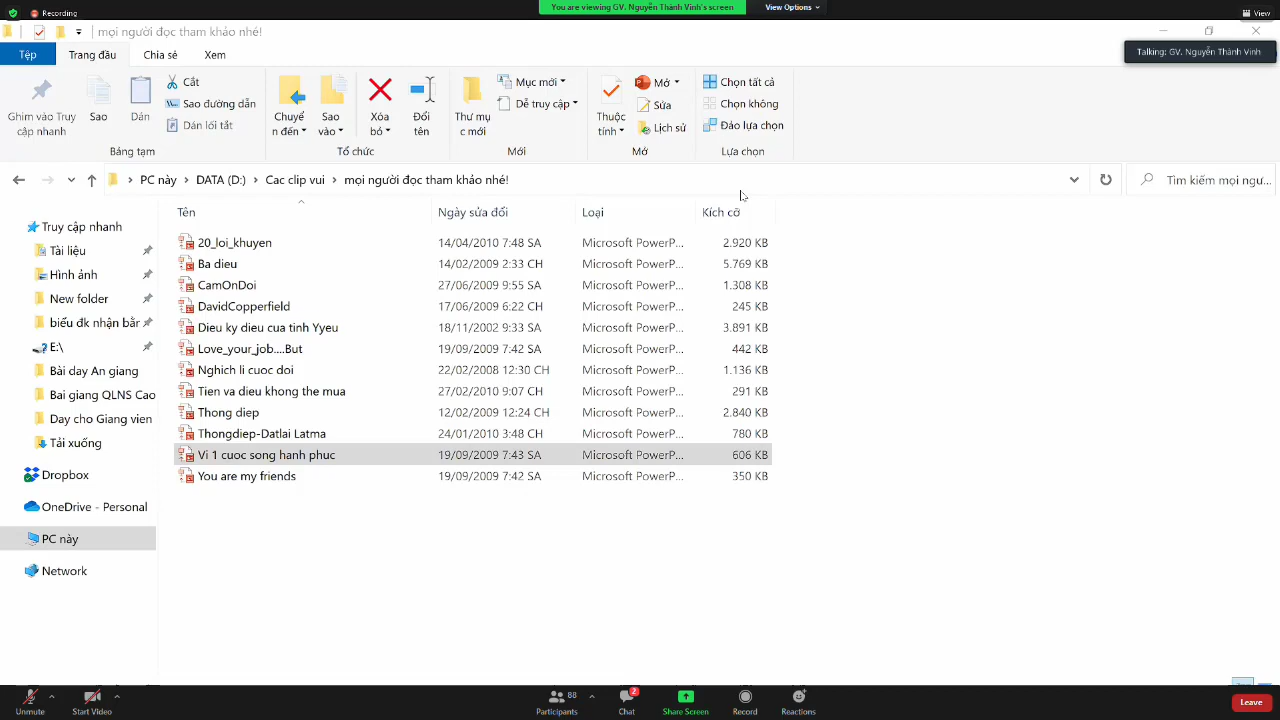 Recording
You are viewing GV. Nguyễn Thành Vinh's screen
View Options
View
mọi người đọc tham khảo nhé!
Talking: GV. Nguyễn Thành Vinh
Tệp
Trang đầu
Chia sẻ
Xem
Ghim vào Truy cập nhanh
Sao
Dán
Cắt
Sao đường dẫn
Dán lối tắt
Bảng tạm
Chuyển đến
Sao vào
Xóa bỏ
Đổi tên
Tổ chức
Thư mục mới
Mục mới
Dễ truy cập
Mới
Thuộc tính
Mở
Sửa
Lịch sử
Mở
Chọn tất cả
Chọn không
Đảo lựa chọn
Lựa chọn
PC này
DATA (D:)
Cac clip vui
mọi người đọc tham khảo nhé!
Tìm kiếm mọi ngư...
Tên
Ngày sửa đổi
Loại
Kích cỡ
20_loi_khuyen 14/04/2010 7:48 SA Microsoft PowerP... 2.920 KB
Ba dieu 14/02/2009 2:33 CH Microsoft PowerP... 5.769 KB
CamOnDoi 27/06/2009 9:55 SA Microsoft PowerP... 1.308 KB
DavidCopperfield 17/06/2009 6:22 CH Microsoft PowerP... 245 KB
Dieu ky dieu cua tinh Yyeu 18/11/2002 9:33 SA Microsoft PowerP... 3.891 KB
Love_your_job....But 19/09/2009 7:42 SA Microsoft PowerP... 442 KB
Nghich li cuoc doi 22/02/2008 12:30 CH Microsoft PowerP... 1.136 KB
Tien va dieu khong the mua 27/02/2010 9:07 CH Microsoft PowerP... 291 KB
Thong diep 12/02/2009 12:24 CH Microsoft PowerP... 2.840 KB
Thongdiep-Datlai Latma 24/01/2010 3:48 CH Microsoft PowerP... 780 KB
Vi 1 cuoc song hanh phuc 19/09/2009 7:43 SA Microsoft PowerP... 606 KB
You are my friends 19/09/2009 7:42 SA Microsoft PowerP... 350 KB
Truy cập nhanh
Tài liệu
Hình ảnh
New folder
biểu đk nhận bằn
E:\
Bài day An giang
Bai giang QLNS Cao
Day cho Giang vien
Tải xuống
Dropbox
OneDrive - Personal
PC này
Network
Unmute
Start Video
Participants
88
Chat
2
Share Screen
Record
Reactions
Leave